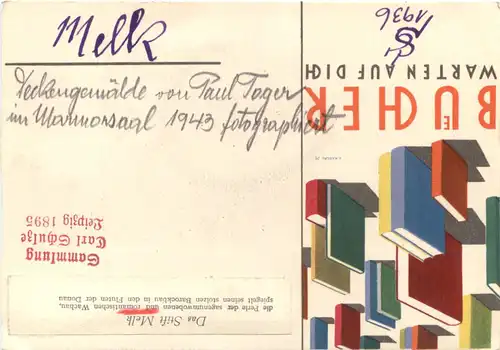 Melk
Deckengemälde von Paul Troger
im Marmorsaal 1943 fotographiert
Sammlung
Carl Schulze
Leipzig 1895
Das Stift Melk
die Perle der sagenumwobenen und romantischen Wachau,
spiegelt seinen stolzen Barockbau in den Fluten der Donau
1936
BÜCHER
WARTEN AUF DICH